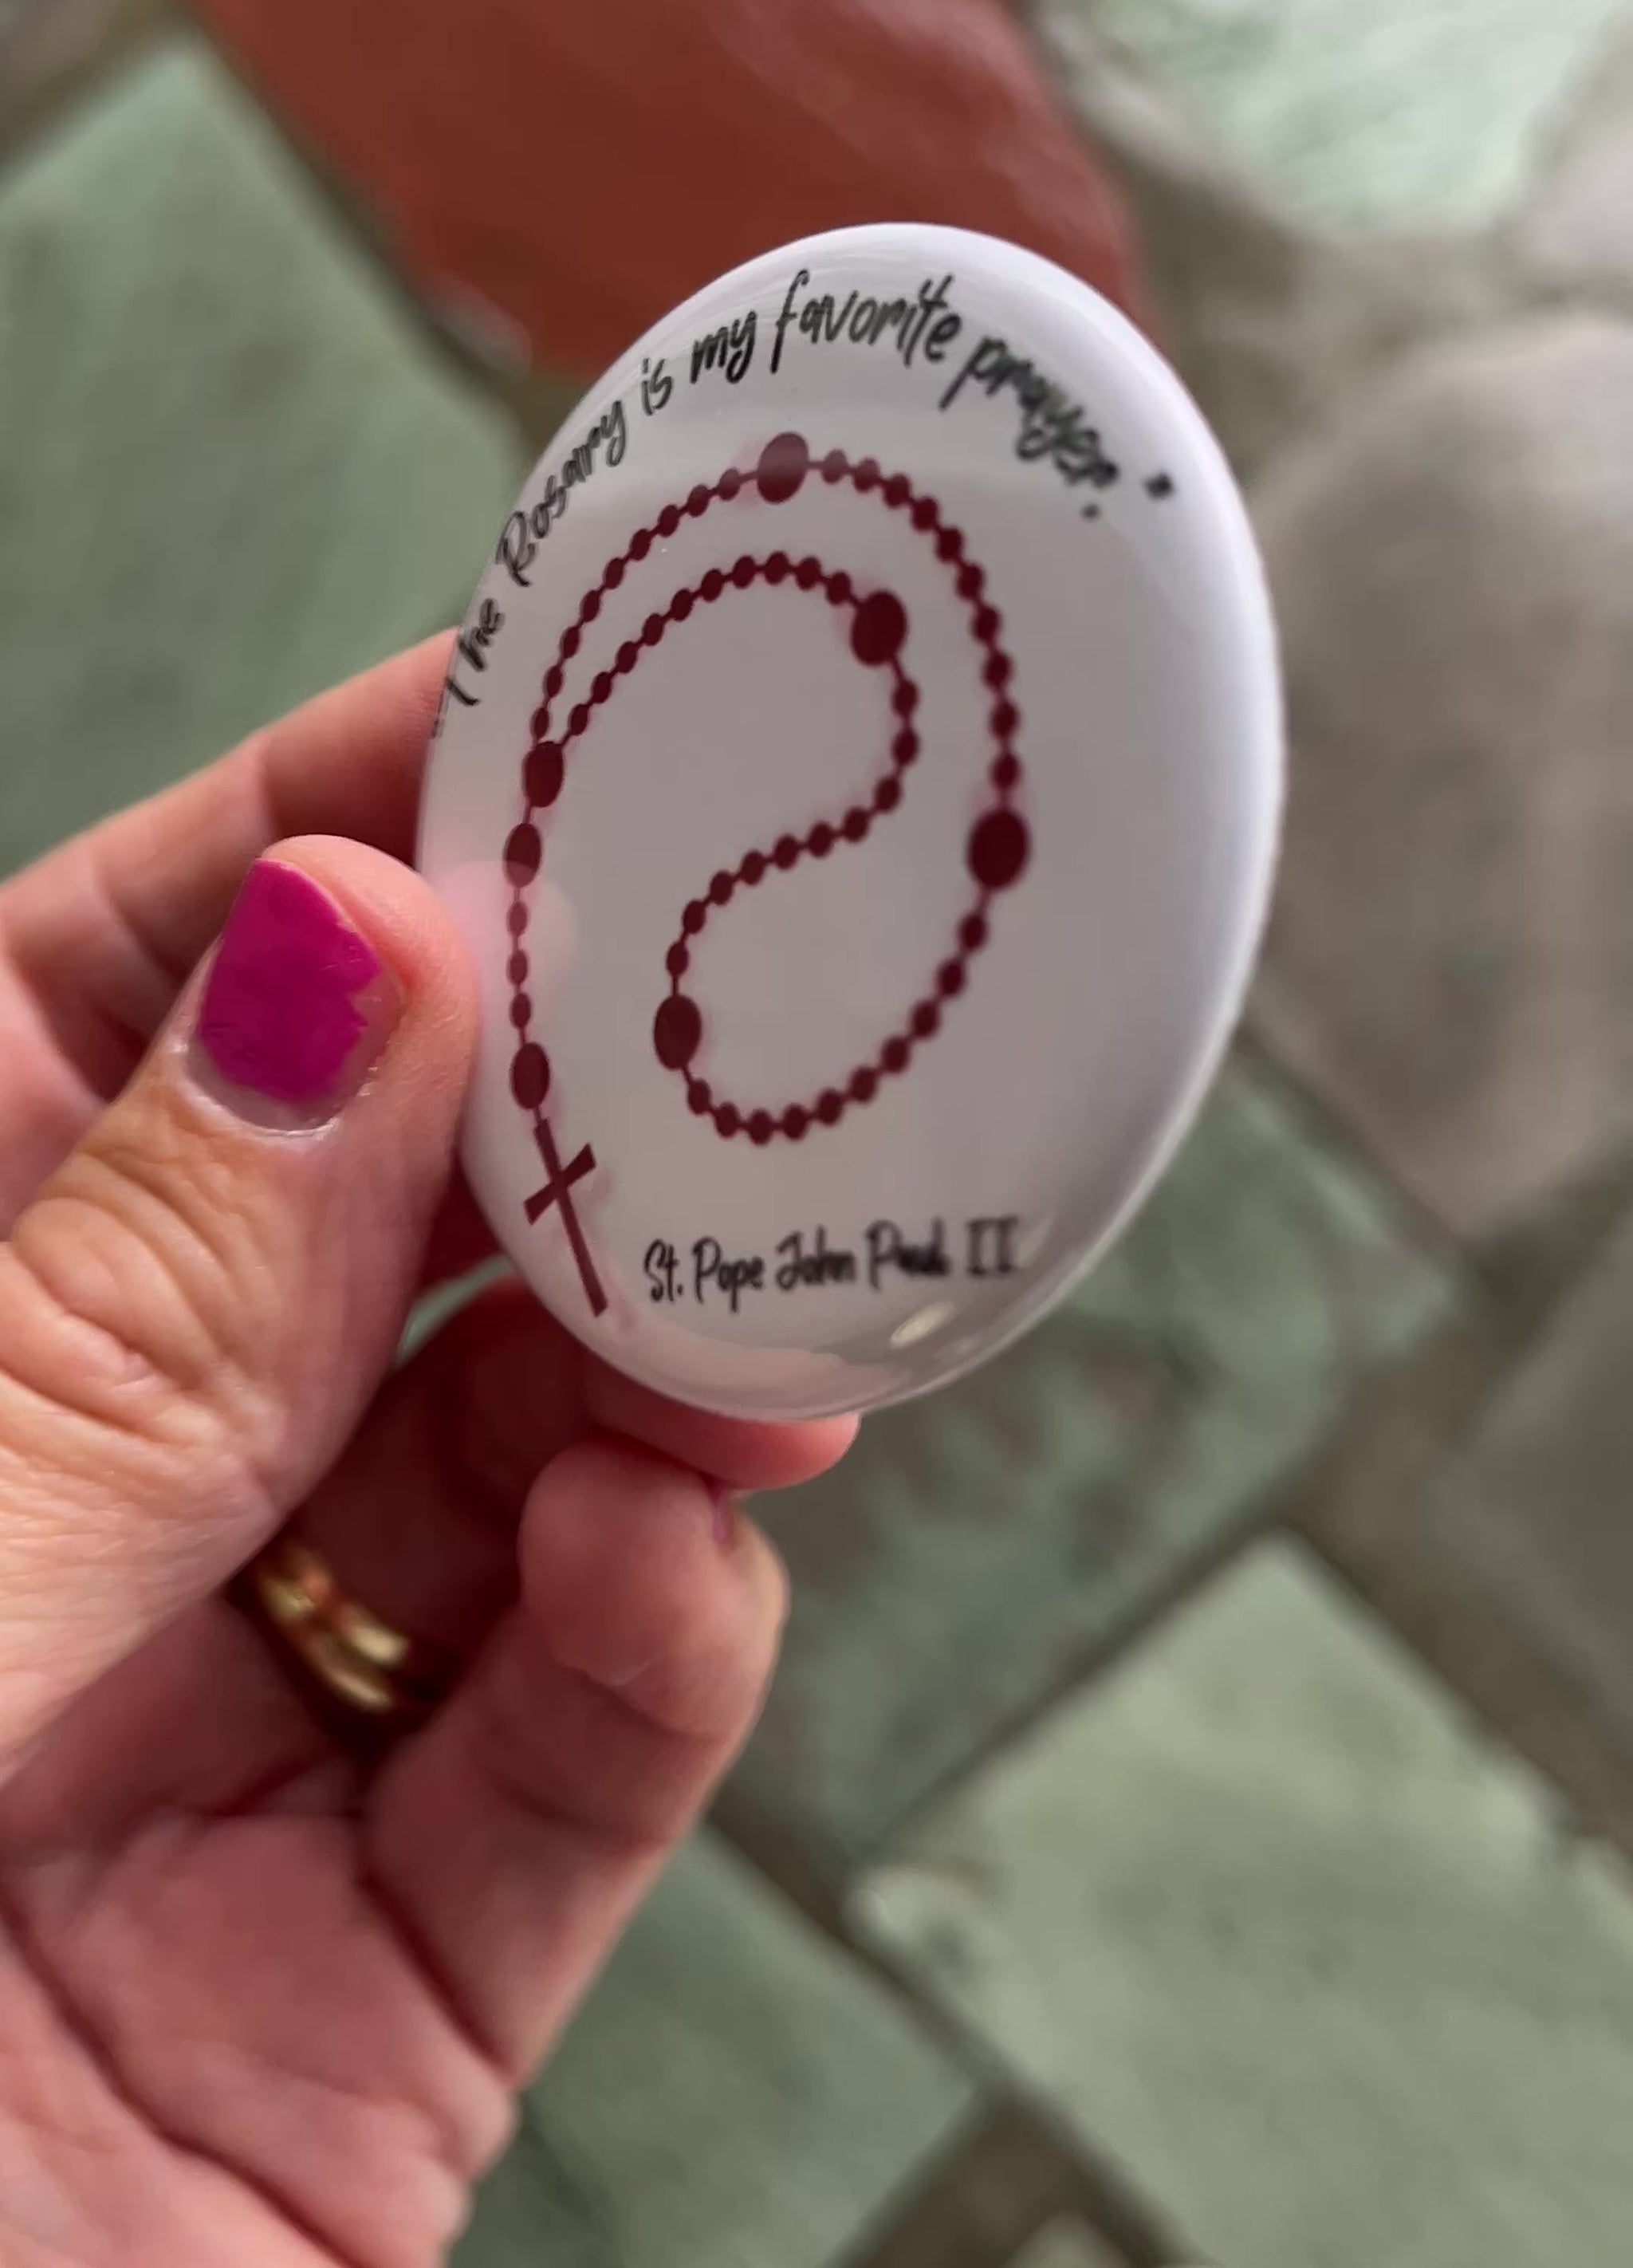 "The Rosary is my favorite prayer."
St. Pope John Paul II